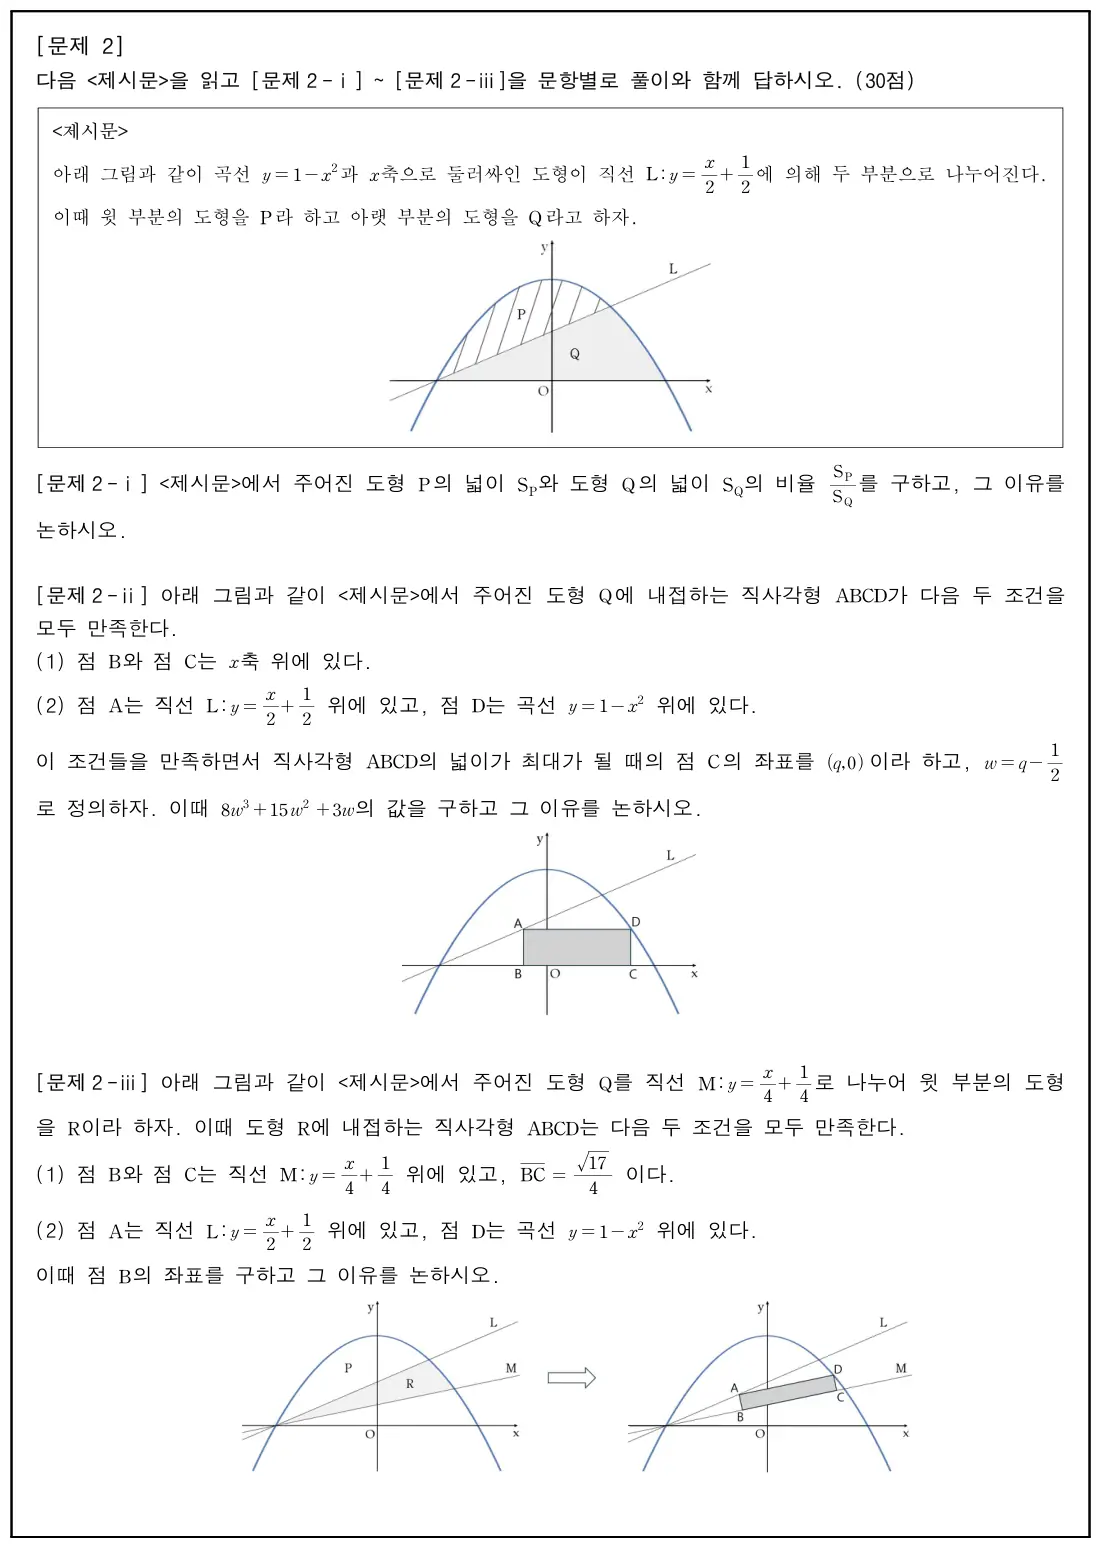 [문제 2]
다음 <제시문>을 읽고 [문제 2-ⅰ] ~ [문제 2-ⅲ]을 문항별로 풀이와 함께 답하시오. (30점)
<제시문>
아래 그림과 같이 곡선 y=1-x²과 x축으로 둘러싸인 도형이 직선 L: y=x/2+1/2에 의해 두 부분으로 나누어진다.
이때 윗 부분의 도형을 P라 하고 아랫 부분의 도형을 Q라고 하자.
y
L
P
Q
O
x
[문제 2-ⅰ] <제시문>에서 주어진 도형 P의 넓이 S_P와 도형 Q의 넓이 S_Q의 비율 S_P/S_Q를 구하고, 그 이유를
논하시오.
[문제 2-ⅱ] 아래 그림과 같이 <제시문>에서 주어진 도형 Q에 내접하는 직사각형 ABCD가 다음 두 조건을
모두 만족한다.
(1) 점 B와 점 C는 x축 위에 있다.
(2) 점 A는 직선 L: y=x/2+1/2 위에 있고, 점 D는 곡선 y=1-x² 위에 있다.
이 조건들을 만족하면서 직사각형 ABCD의 넓이가 최대가 될 때의 점 C의 좌표를 (q,0)이라 하고, w=q-1/2
로 정의하자. 이때 8w³+15w²+3w의 값을 구하고 그 이유를 논하시오.
y
L
A
D
B
O
C
x
[문제 2-ⅲ] 아래 그림과 같이 <제시문>에서 주어진 도형 Q를 직선 M: y=x/4+1/4로 나누어 윗 부분의 도형
을 R이라 하자. 이때 도형 R에 내접하는 직사각형 ABCD는 다음 두 조건을 모두 만족한다.
(1) 점 B와 점 C는 직선 M: y=x/4+1/4 위에 있고, BC=√17/4 이다.
(2) 점 A는 직선 L: y=x/2+1/2 위에 있고, 점 D는 곡선 y=1-x² 위에 있다.
이때 점 B의 좌표를 구하고 그 이유를 논하시오.
y
L
P
M
R
O
x
y
L
D
M
A
C
B
O
x